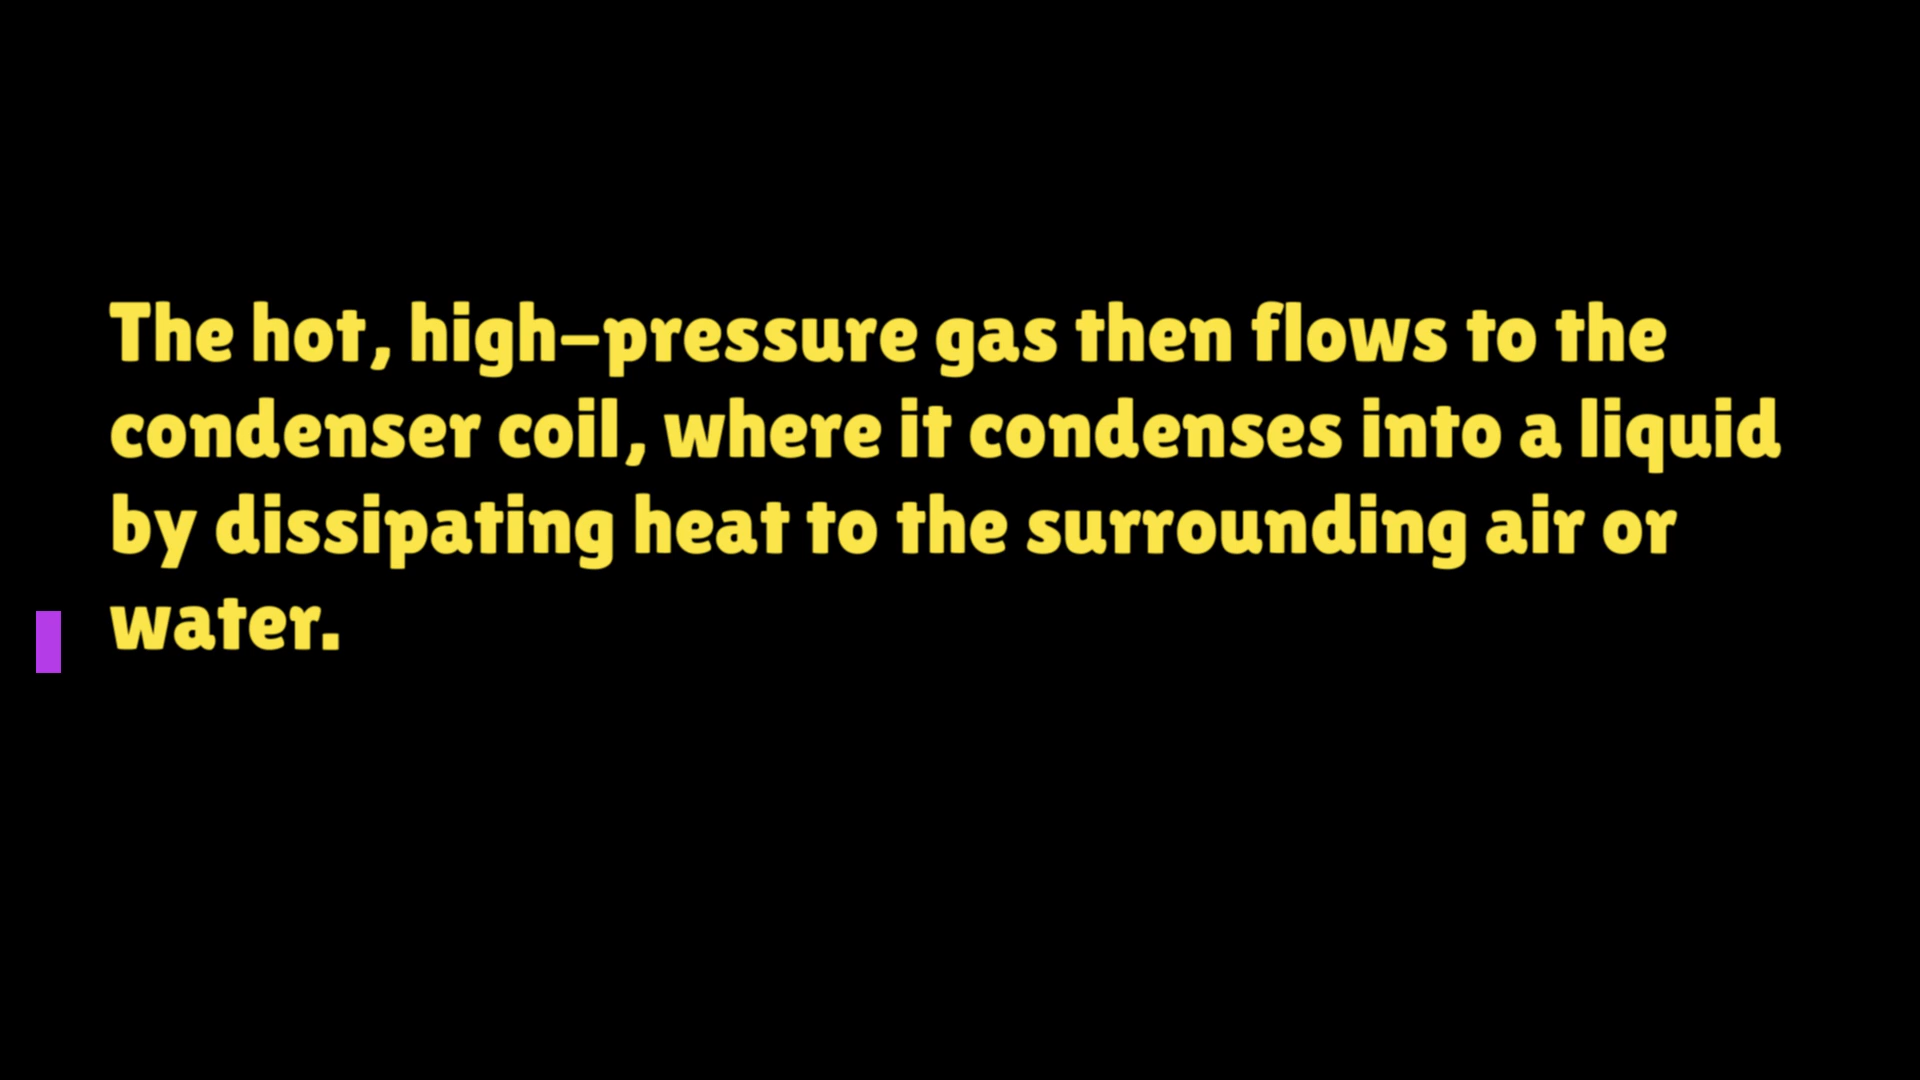 The hot, high-pressure gas then flows to the
condenser coil, where it condenses into a liquid
by dissipating heat to the surrounding air or
water.